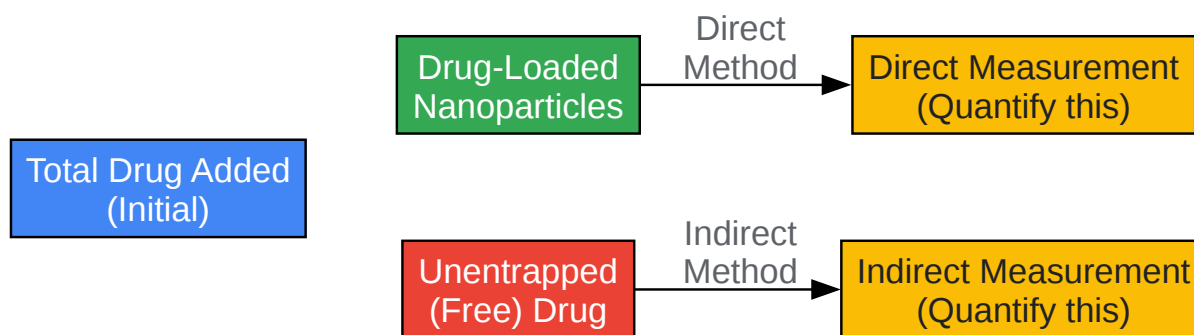 Total Drug Added
(Initial)
Drug-Loaded
Nanoparticles
Direct
Method
Direct Measurement
(Quantify this)
Unentrapped
(Free) Drug
Indirect
Method
Indirect Measurement
(Quantify this)